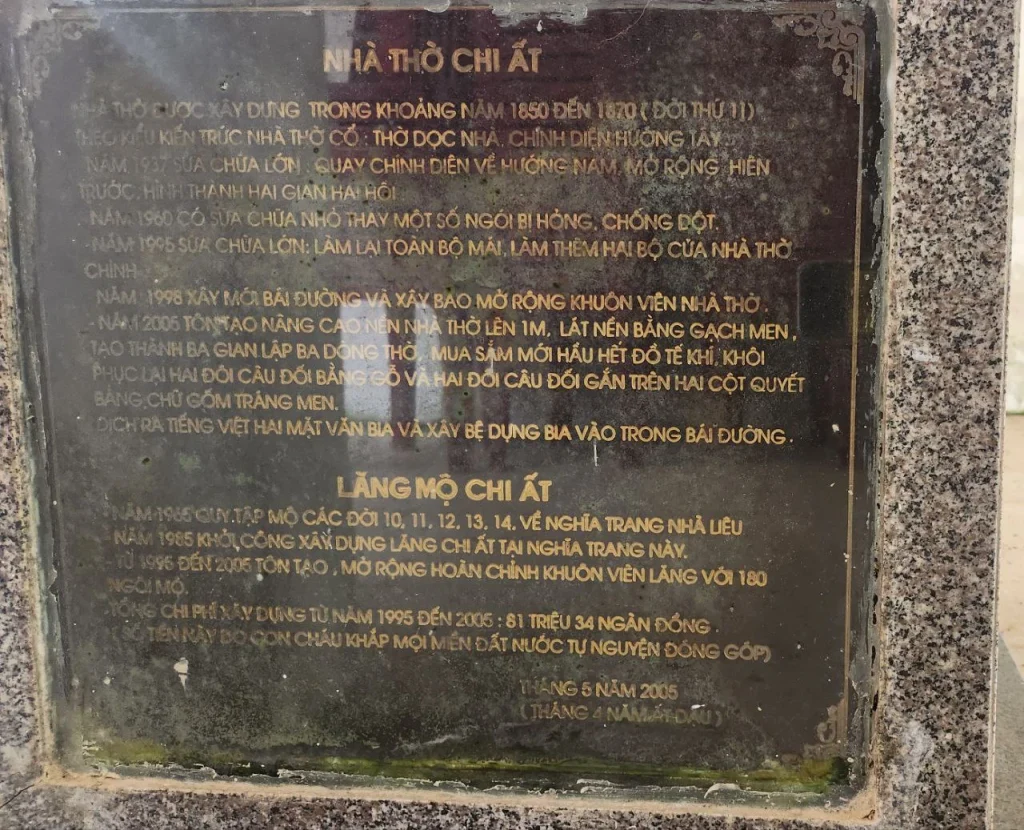 NHÀ THỜ CHI ẤT
NHÀ THỜ ĐƯỢC XÂY DỰNG TRONG KHOẢNG NĂM 1850 ĐẾN 1870 ( ĐỜI THỨ 11)
THEO KIỂU KIẾN TRÚC NHÀ THỜ CỔ : THỜ DỌC NHÀ, CHÍNH DIỆN HƯỚNG TÂY
NĂM 1937 SỬA CHỮA LỚN , QUAY CHÍNH DIỆN VỀ HƯỚNG NAM, MỞ RỘNG HIÊN
TRƯỚC, HÌNH THÀNH HAI GIAN HAI HỒI
-NĂM 1960 CÓ SỬA CHỮA NHỎ THAY MỘT SỐ NGÓI BỊ HỎNG, CHỐNG DỘT.
-NĂM 1995 SỬA CHỮA LỚN: LÀM LẠI TOÀN BỘ MÁI, LÀM THÊM HAI BỘ CỬA NHÀ THỜ
CHÍNH
NĂM 1998 XÂY MỚI BÁI ĐƯỜNG VÀ XÂY BAO MỞ RỘNG KHUÔN VIÊN NHÀ THỜ .
- NĂM 2005 TÔN TẠO NÂNG CAO NỀN NHÀ THỜ LÊN 1M, LÁT NỀN BẰNG GẠCH MEN ,
TẠO THÀNH BA GIAN LẬP BA DÒNG THỜ , MUA SẮM MỚI HẦU HẾT ĐỒ TẾ KHÍ, KHÔI
PHỤC LẠI HAI ĐÔI CÂU ĐỐI BẰNG GỖ VÀ HAI ĐÔI CÂU ĐỐI GẮN TRÊN HAI CỘT QUYẾT
BẰNG CHỮ GỐM TRÁNG MEN.
DỊCH RA TIẾNG VIỆT HAI MẶT VĂN BIA VÀ XÂY BỆ DỤNG BIA VÀO TRONG BÁI ĐƯỜNG .
LĂNG MỘ CHI ẤT
- NĂM 1965 QUY TẬP MỘ CÁC ĐỜI 10, 11, 12, 13, 14, VỀ NGHĨA TRANG NHÃ LIÊU
- NĂM 1985 KHỞI CÔNG XÂY DỰNG LĂNG CHI ẤT TẠI NGHĨA TRANG NÀY.
- TỪ 1995 ĐẾN 2005 TÔN TẠO , MỞ RỘNG HOÀN CHỈNH KHUÔN VIÊN LĂNG VỚI 180
NGÔI MỘ.
-TỔNG CHI PHÍ XÂY DỰNG TỪ NĂM 1995 ĐẾN 2005 : 81 TRIỆU 34 NGÀN ĐỒNG .
( SỐ TIỀN NÀY DO CON CHÁU KHẮP MỌI MIỀN ĐẤT NƯỚC TỰ NGUYỆN ĐÓNG GÓP)
THÁNG 5 NĂM 2005
( THÁNG 4 NĂM ẤT DẬU )